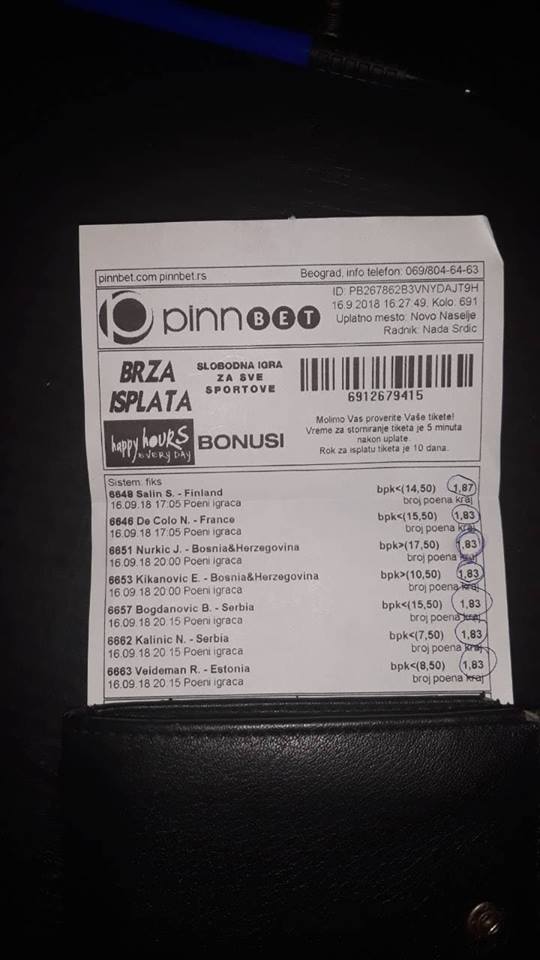 pinnbet.com pinnbet.rs Beograd, info telefon: 069/804-64-63
pinnBET
ID: PB267862B3VNYDAJT9H
16.9 2018 16:27:49, Kolo: 691
Uplatno mesto: Novo Naselje
Radnik: Nada Srdic
BRZA
ISPLATA
SLOBODNA IGRA
ZA SVE
SPORTOVE
6912679415
happy hours
EVERY DAY
BONUSI
Molimo Vas proverite Vaše tikete!
Vreme za storniranje tiketa je 5 minuta
nakon uplate.
Rok za isplatu tiketa je 10 dana.
Sistem: fiks
6648 Salin S. - Finland bpk<(14,50) 1,87
16.09.18 17:05 Poeni igraca broj poena kraj
6646 De Colo N. - France bpk<(15,50) 1,83
16.09.18 17:05 Poeni igraca broj poena kraj
6651 Nurkic J. - Bosnia&Herzegovina bpk>(17,50) 1,83
16.09.18 20:00 Poeni igraca broj poena kraj
6653 Kikanovic E. - Bosnia&Herzegovina bpk>(10,50) 1,83
16.09.18 20:00 Poeni igraca broj poena kraj
6657 Bogdanovic B. - Serbia bpk<(15,50) 1,83
16.09.18 20:15 Poeni igraca broj poena kraj
6662 Kalinic N. - Serbia bpk<(7,50) 1,83
16.09.18 20:15 Poeni igraca broj poena kraj
6663 Veideman R. - Estonia bpk<(8,50) 1,83
16.09.18 20:15 Poeni igraca broj poena kraj